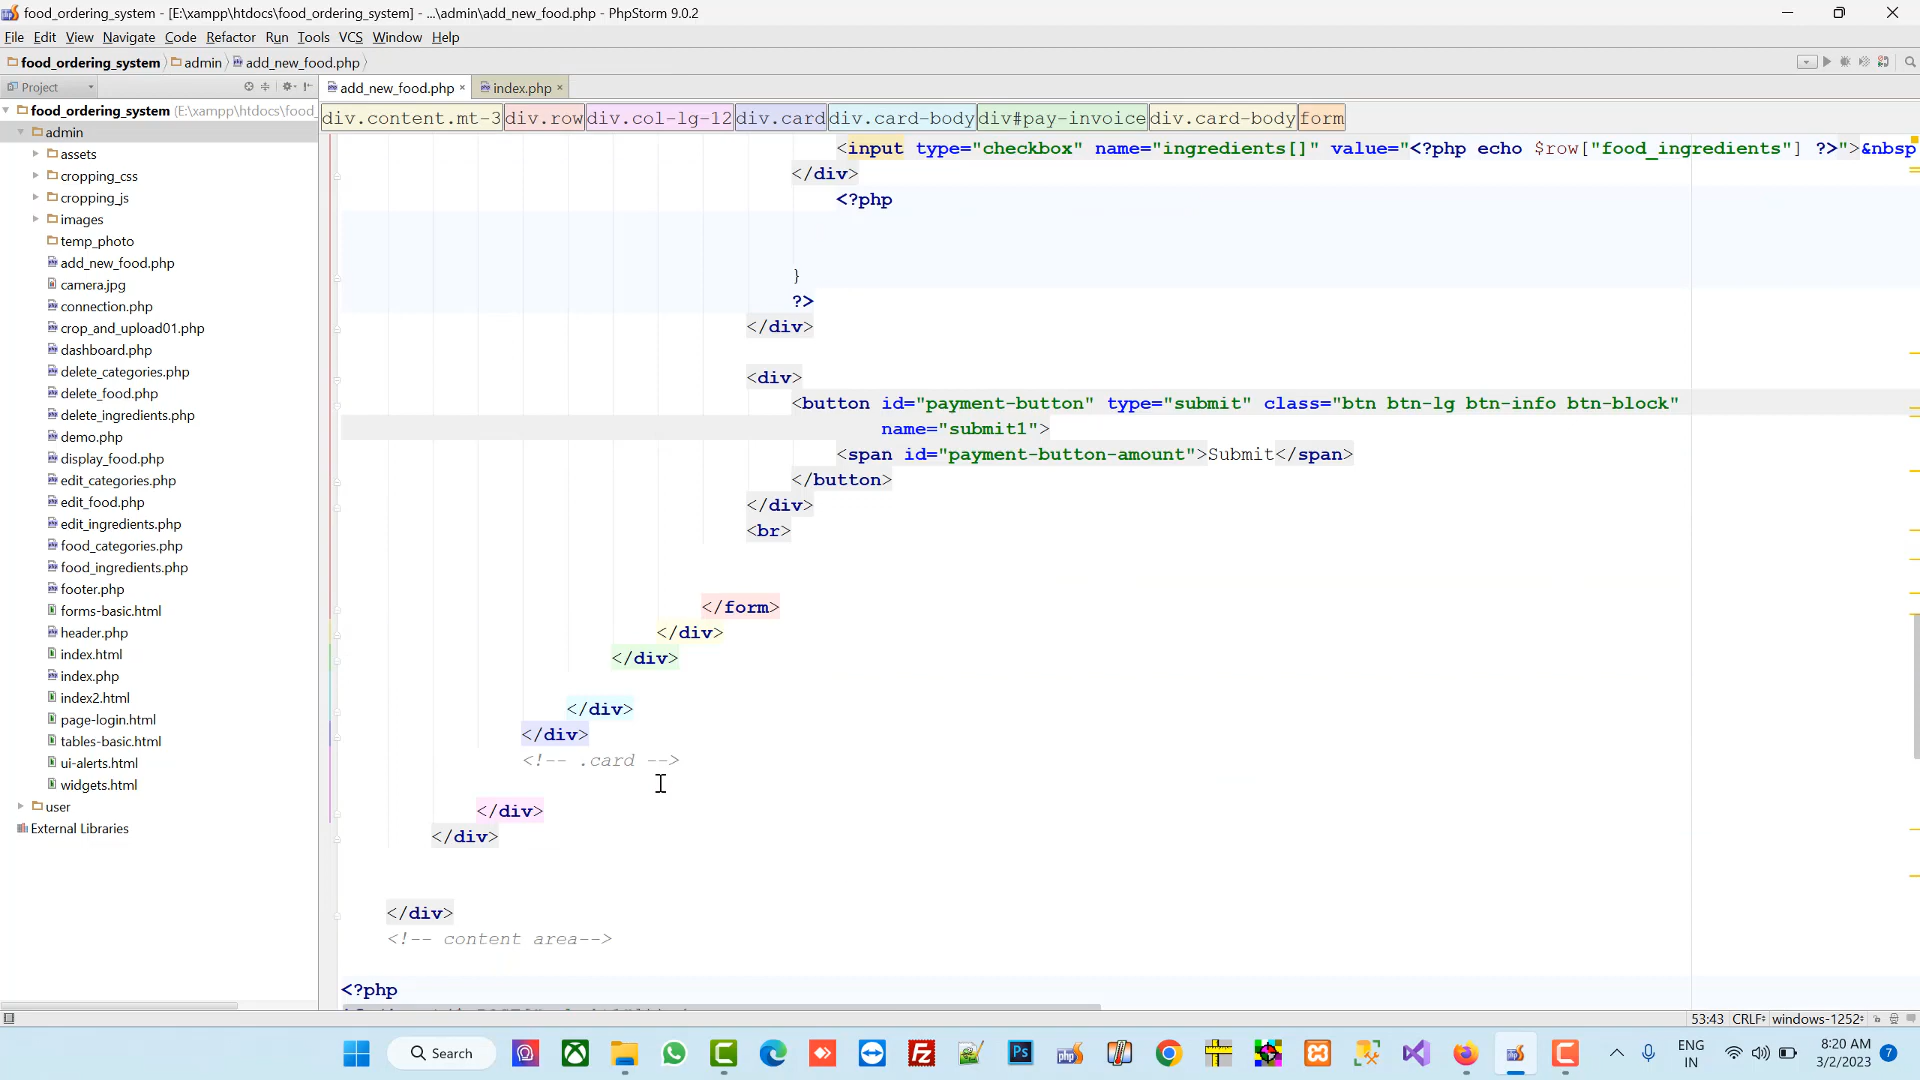 food_ordering_system - [E:\xampp\htdocs\food_ordering_system] - ...\admin\add_new_food.php - PhpStorm 9.0.2
File Edit View Navigate Code Refactor Run Tools VCS Window Help
food_ordering_system admin add_new_food.php
Project
add_new_food.php × index.php ×
food_ordering_system (E:\xampp\htdocs\food_
div.content.mt-3 div.row div.col-lg-12 div.card div.card-body div#pay-invoice div.card-body form
admin
assets
cropping_css
cropping_js
images
temp_photo
add_new_food.php
camera.jpg
connection.php
crop_and_upload01.php
dashboard.php
delete_categories.php
delete_food.php
delete_ingredients.php
demo.php
display_food.php
edit_categories.php
edit_food.php
edit_ingredients.php
food_categories.php
food_ingredients.php
footer.php
forms-basic.html
header.php
index.html
index.php
index2.html
page-login.html
tables-basic.html
ui-alerts.html
widgets.html
user
External Libraries
<input type="checkbox" name="ingredients[]" value="<?php echo $row["food_ingredients"] ?>">&nbsp
</div>
<?php
}
?>
</div>
<div>
<button id="payment-button" type="submit" class="btn btn-lg btn-info btn-block"
name="submit1">
<span id="payment-button-amount">Submit</span>
</button>
</div>
<br>
</form>
</div>
</div>
</div>
</div>
<!-- .card -->
</div>
</div>
</div>
<!-- content area-->
<?php
53:43 CRLF windows-1252
Search
ENG
IN
8:20 AM
3/2/2023
7